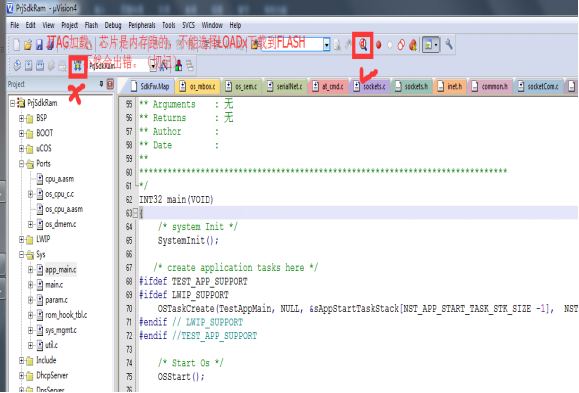 PrjSdkRam - µVision4
File Edit View Project Flash Debug Peripherals Tools SVCS Window Help
JTAG加载，芯片是内存跑的，不能选择LOADx下载到FLASH
就会出错。
PrjSdkRam
Project
SdkFw.Map os_mbox.c os_sem.c serialNet.c at_cmd.c sockets.c sockets.h inet.h common.h socketCom.c
PrjSdkRam
BSP
BOOT
uCOS
Ports
cpu_a.asm
os_cpu_c.c
os_cpu_a.asm
os_dmem.c
LWIP
Sys
app_main.c
main.c
param.c
rom_hook_tbl.c
sys_mgmt.c
util.c
Include
DhcpServer
DnsServer
55 ** Arguments : 无
56 ** Returns : 无
57 ** Author :
58 ** Date :
59 **
60 *******************************************************************************
61 */
62 INT32 main(VOID)
63 {
64 /* system Init */
65 SystemInit();
66
67 /* create application tasks here */
68 #ifdef TEST_APP_SUPPORT
69 #ifdef LWIP_SUPPORT
70 OSTaskCreate(TestAppMain, NULL, &sAppStartTaskStack[NST_APP_START_TASK_STK_SIZE -1], NST
71 #endif // LWIP_SUPPORT
72 #endif //TEST_APP_SUPPORT
73
74 /* Start Os */
75 OSStart();
76